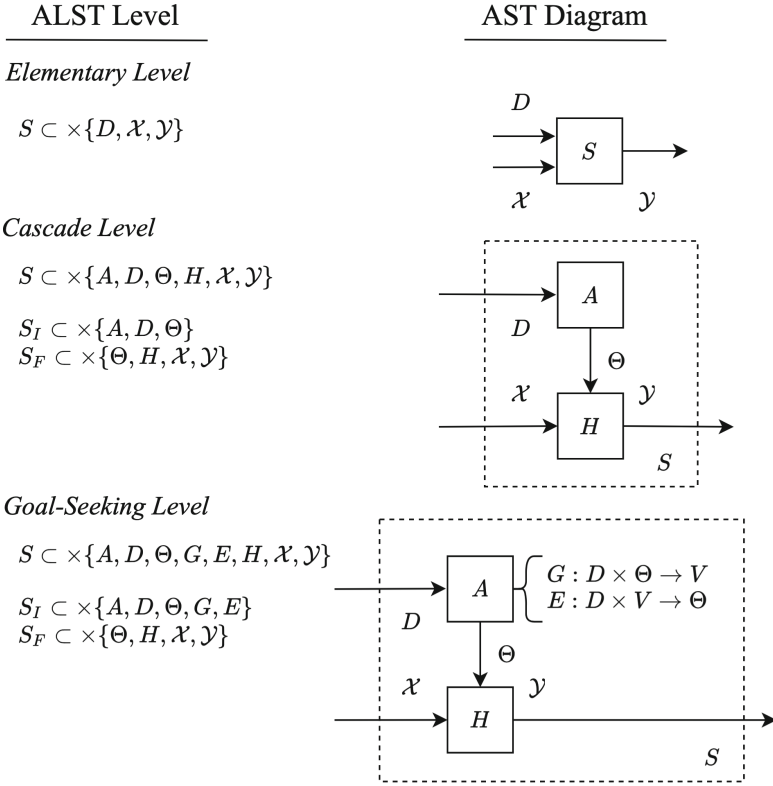 ALST Level
AST Diagram
Elementary Level
S ⊂ ×{D, 𝒳, 𝒴}
D
S
𝒳
𝒴
Cascade Level
S ⊂ ×{A, D, Θ, H, 𝒳, 𝒴}
S_I ⊂ ×{A, D, Θ}
S_F ⊂ ×{Θ, H, 𝒳, 𝒴}
A
D
Θ
𝒳
𝒴
H
S
Goal-Seeking Level
S ⊂ ×{A, D, Θ, G, E, H, 𝒳, 𝒴}
S_I ⊂ ×{A, D, Θ, G, E}
S_F ⊂ ×{Θ, H, 𝒳, 𝒴}
A
G : D × Θ → V
E : D × V → Θ
D
Θ
𝒳
𝒴
H
S